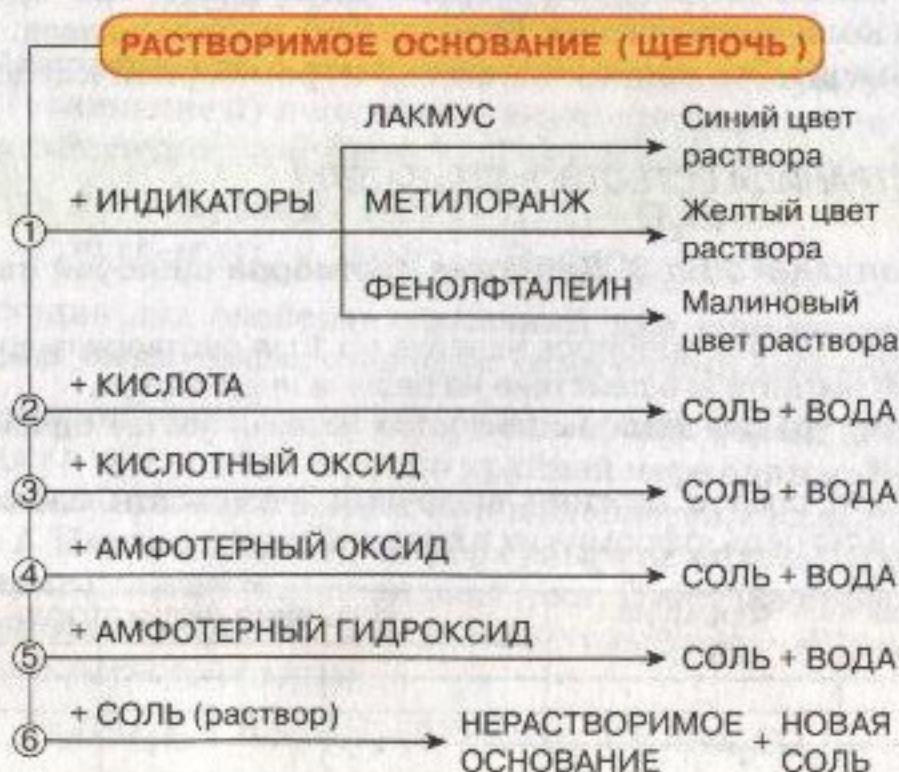 РАСТВОРИМОЕ ОСНОВАНИЕ (ЩЕЛОЧЬ)
ЛАКМУС
Синий цвет
раствора
1
+ ИНДИКАТОРЫ
МЕТИЛОРАНЖ
Желтый цвет
раствора
ФЕНОЛФТАЛЕИН
Малиновый
цвет раствора
2
+ КИСЛОТА
СОЛЬ + ВОДА
3
+ КИСЛОТНЫЙ ОКСИД
СОЛЬ + ВОДА
4
+ АМФОТЕРНЫЙ ОКСИД
СОЛЬ + ВОДА
5
+ АМФОТЕРНЫЙ ГИДРОКСИД
СОЛЬ + ВОДА
6
+ СОЛЬ (раствор)
НЕРАСТВОРИМОЕ + НОВАЯ
ОСНОВАНИЕ СОЛЬ